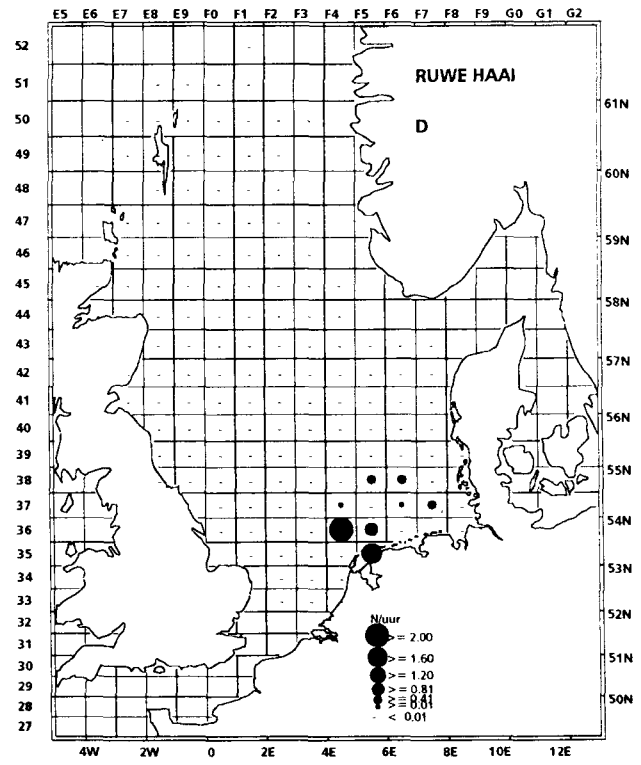 E5 E6 E7 E8 E9 F0 F1 F2 F3 F4 F5 F6 F7 F8 F9 G0 G1 G2
52
51
50
49
48
47
46
45
44
43
42
41
40
39
38
37
36
35
34
33
32
31
30
29
28
27
RUWE HAAI
D
61N
60N
59N
58N
57N
56N
55N
54N
53N
52N
51N
50N
N/uur
>= 2.00
>= 1.60
>= 1.20
>= 0.81
>= 0.41
>= 0.01
< 0.01
4W 2W 0 2E 4E 6E 8E 10E 12E